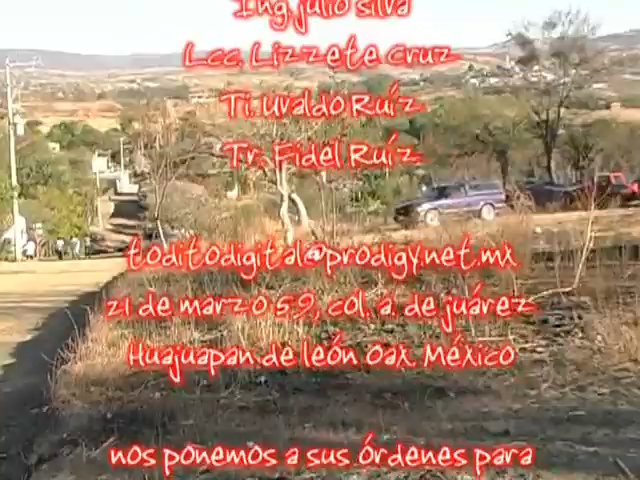 Ing julio silva
Lcc. Lizzete cruz
Ti. Uvaldo Ruíz
Tr. Fidel Ruíz
toditodigital@prodigy.net.mx
21 de marzo 59, col. a. de juárez
Huajuapan de león Oax. México
nos ponemos a sus órdenes para